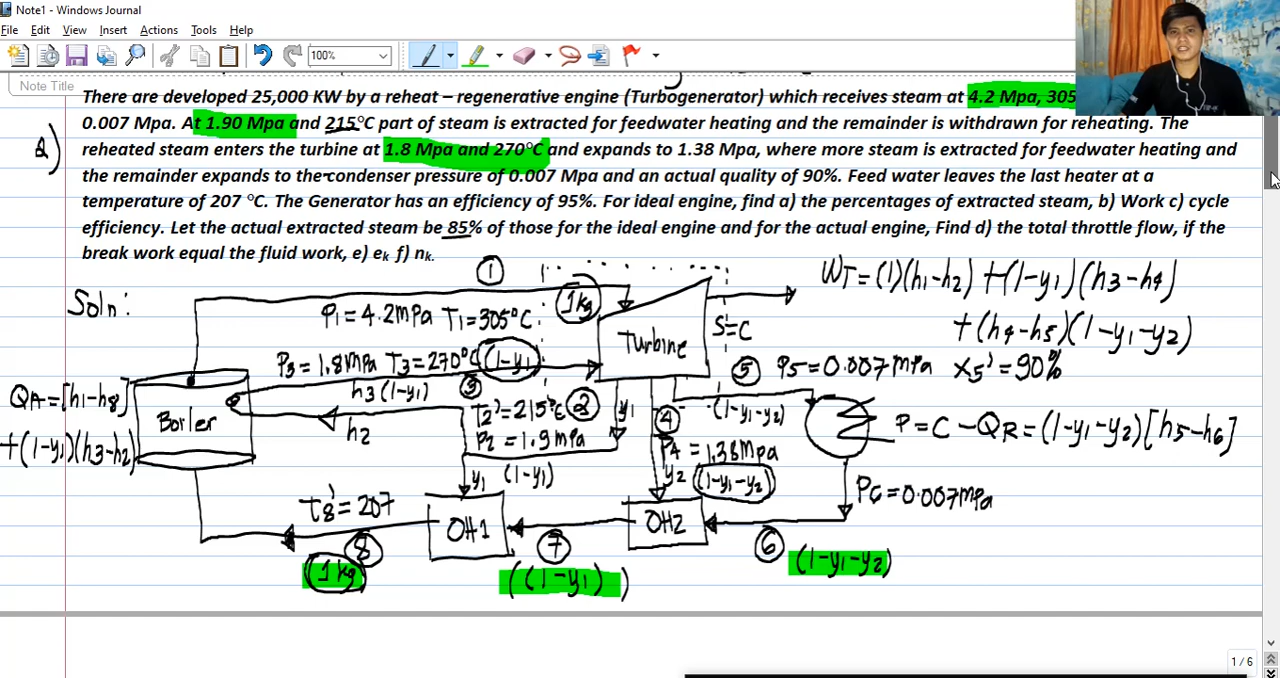 Note1 - Windows Journal
File Edit View Insert Actions Tools Help
100%
Note Title
There are developed 25,000 KW by a reheat – regenerative engine (Turbogenerator) which receives steam at 4.2 Mpa, 305
0.007 Mpa. At 1.90 Mpa and 215°C part of steam is extracted for feedwater heating and the remainder is withdrawn for reheating. The
2) reheated steam enters the turbine at 1.8 Mpa and 270°C and expands to 1.38 Mpa, where more steam is extracted for feedwater heating and
the remainder expands to the condenser pressure of 0.007 Mpa and an actual quality of 90%. Feed water leaves the last heater at a
temperature of 207 °C. The Generator has an efficiency of 95%. For ideal engine, find a) the percentages of extracted steam, b) Work c) cycle
efficiency. Let the actual extracted steam be 85% of those for the ideal engine and for the actual engine, Find d) the total throttle flow, if the
break work equal the fluid work, e) ek f) nk.
Soln:
1
P1 = 4.2mPa T1 = 305°C
1kg
WT = (1)(h1-h2) + (1-y1)(h3-h4)
+ (h4-h5)(1-y1-y2)
Turbine
S=C
P3 = 1.8mPa T3 = 270°C (1-y1)
5 P5 = 0.007mPa x5' = 90%
QA = [h1-h8]
+ (1-y1)(h3-h2)
Boiler
h3(1-y1)
3
h2
T2' = 215°C 2
P2 = 1.9mPa
y1
4
(1-y1-y2)
P = C - QR = (1-y1-y2)[h5-h6]
P4 = 1.38mPa
y1 (1-y1)
y2 (1-y1-y2)
P6 = 0.007mPa
T8' = 207
OH1
OH2
8
7
6
(1kg)
((1-y1))
(1-y1-y2)
1 / 6